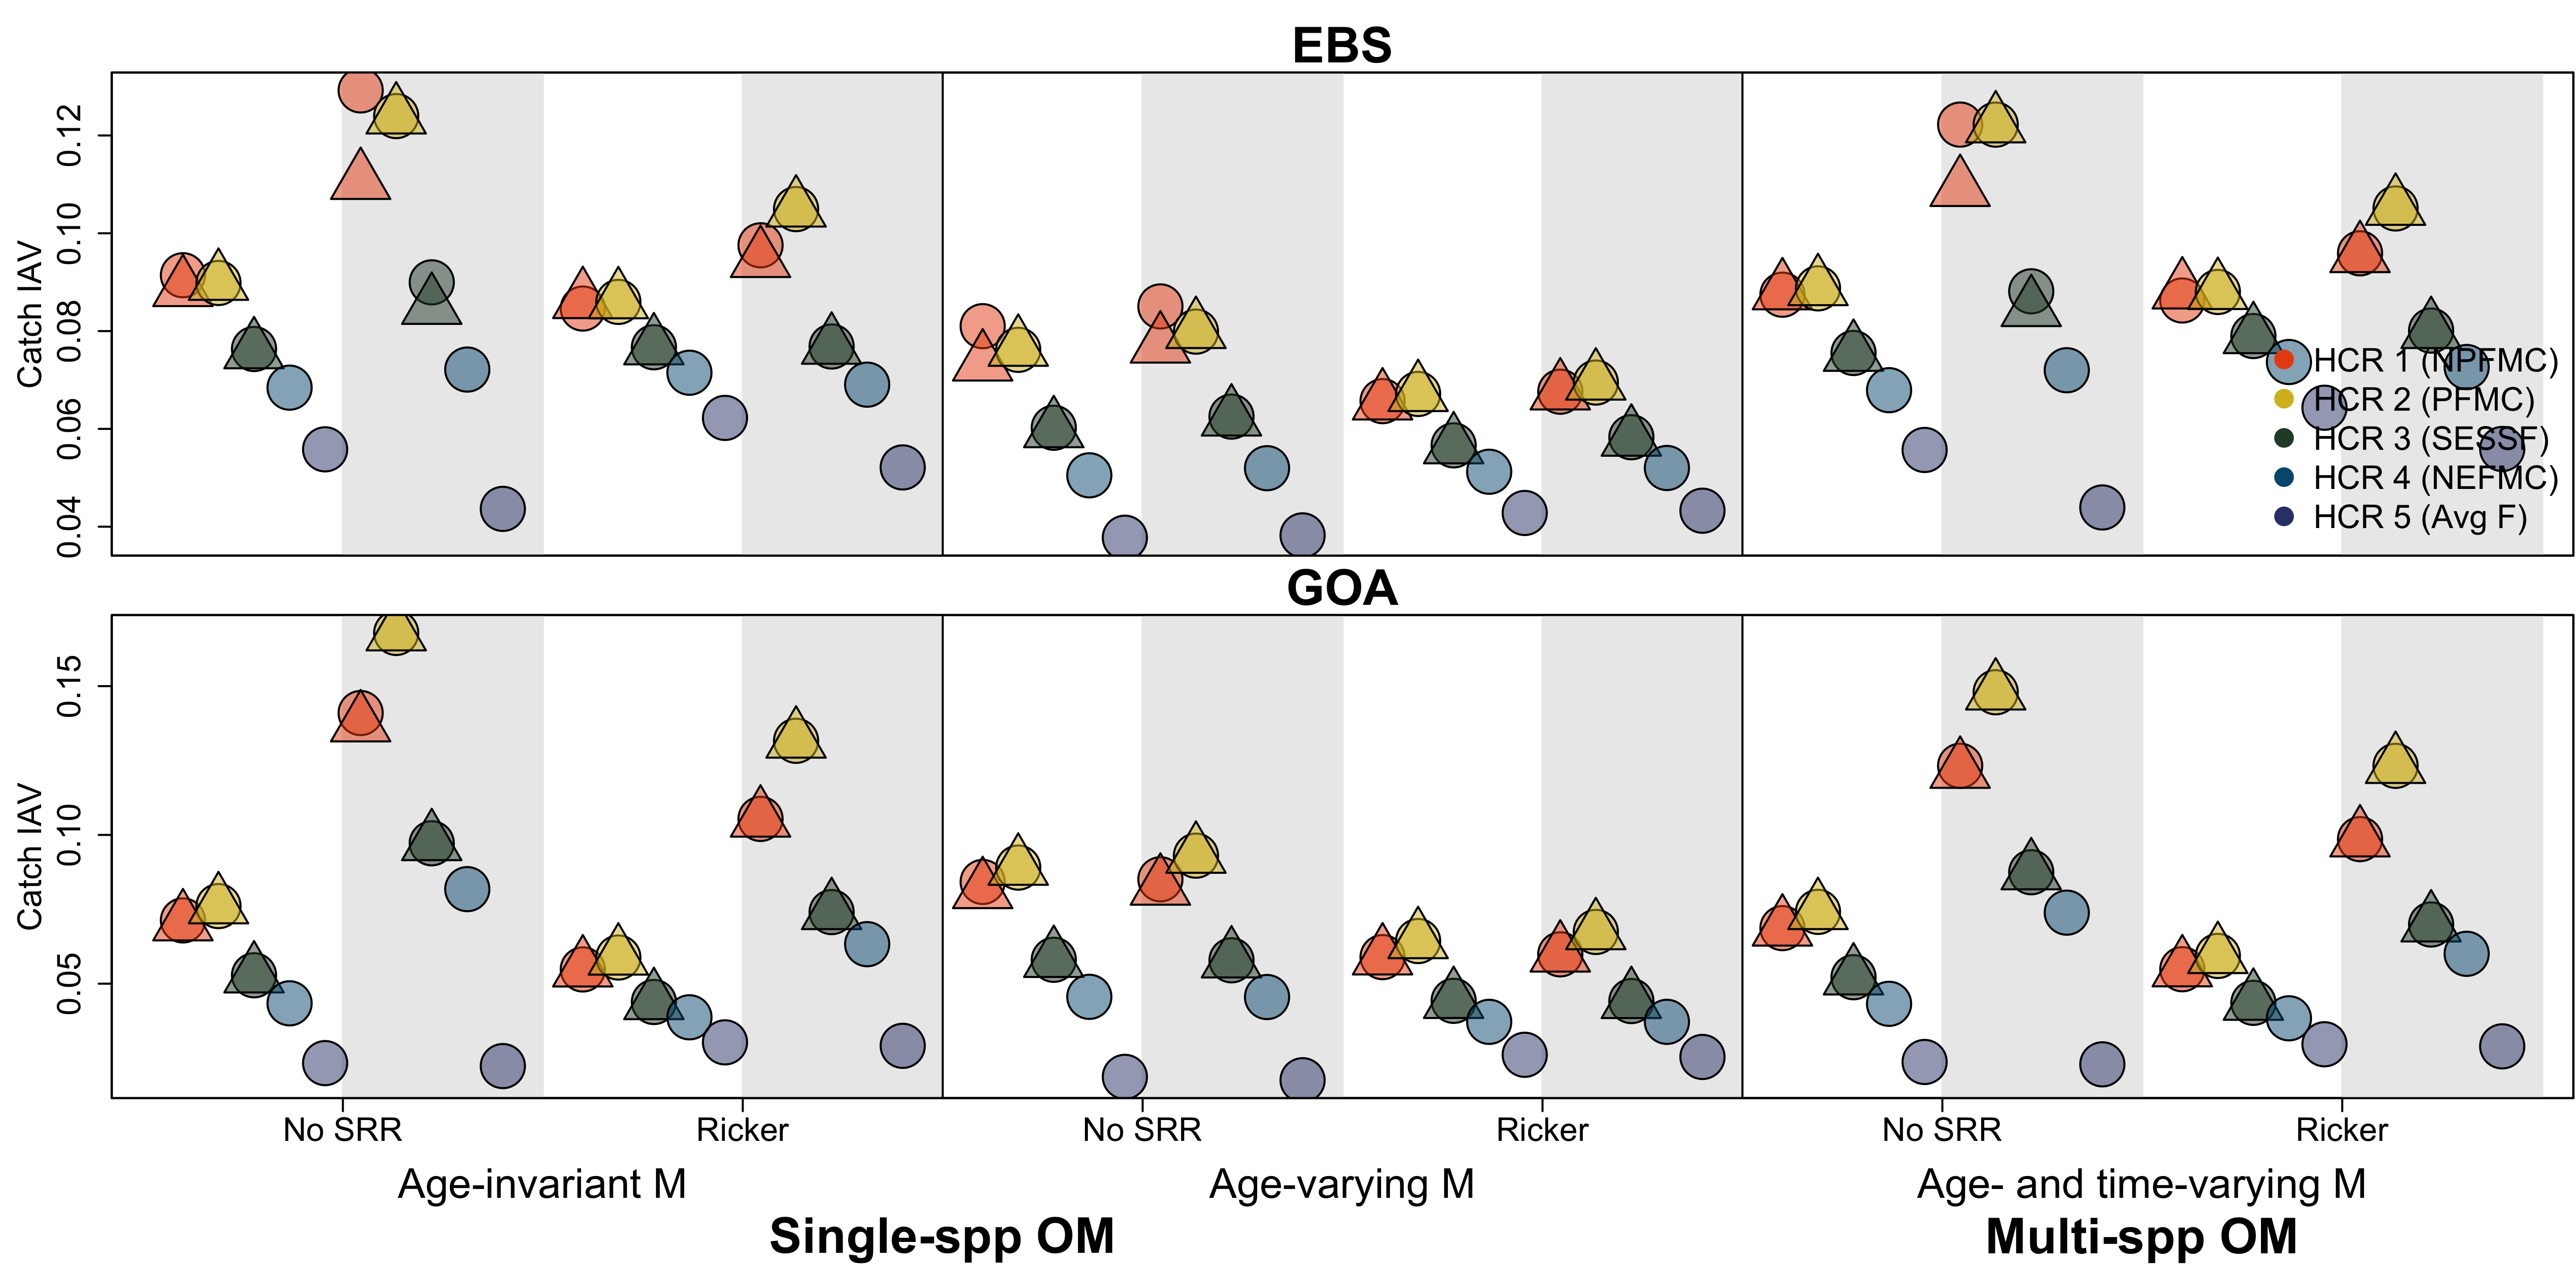 EBS
Catch IAV
0.12
0.10
0.08
0.06
0.04
HCR 1 (NPFMC)
HCR 2 (PFMC)
HCR 3 (SESSF)
HCR 4 (NEFMC)
HCR 5 (Avg F)
GOA
Catch IAV
0.15
0.10
0.05
No SRR Ricker No SRR Ricker No SRR Ricker
Age-invariant M Age-varying M Age- and time-varying M
Single-spp OM Multi-spp OM